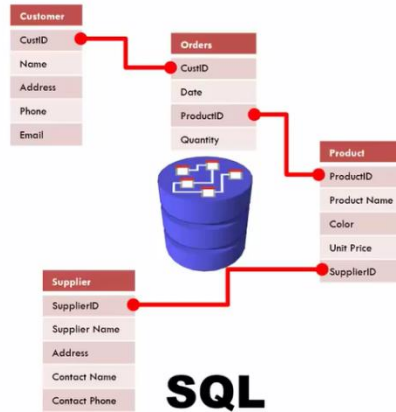 Customer
CustID
Name
Address
Phone
Email
Orders
CustID
Date
ProductID
Quantity
Product
ProductID
Product Name
Color
Unit Price
SupplierID
Supplier
SupplierID
Supplier Name
Address
Contact Name
Contact Phone
SQL